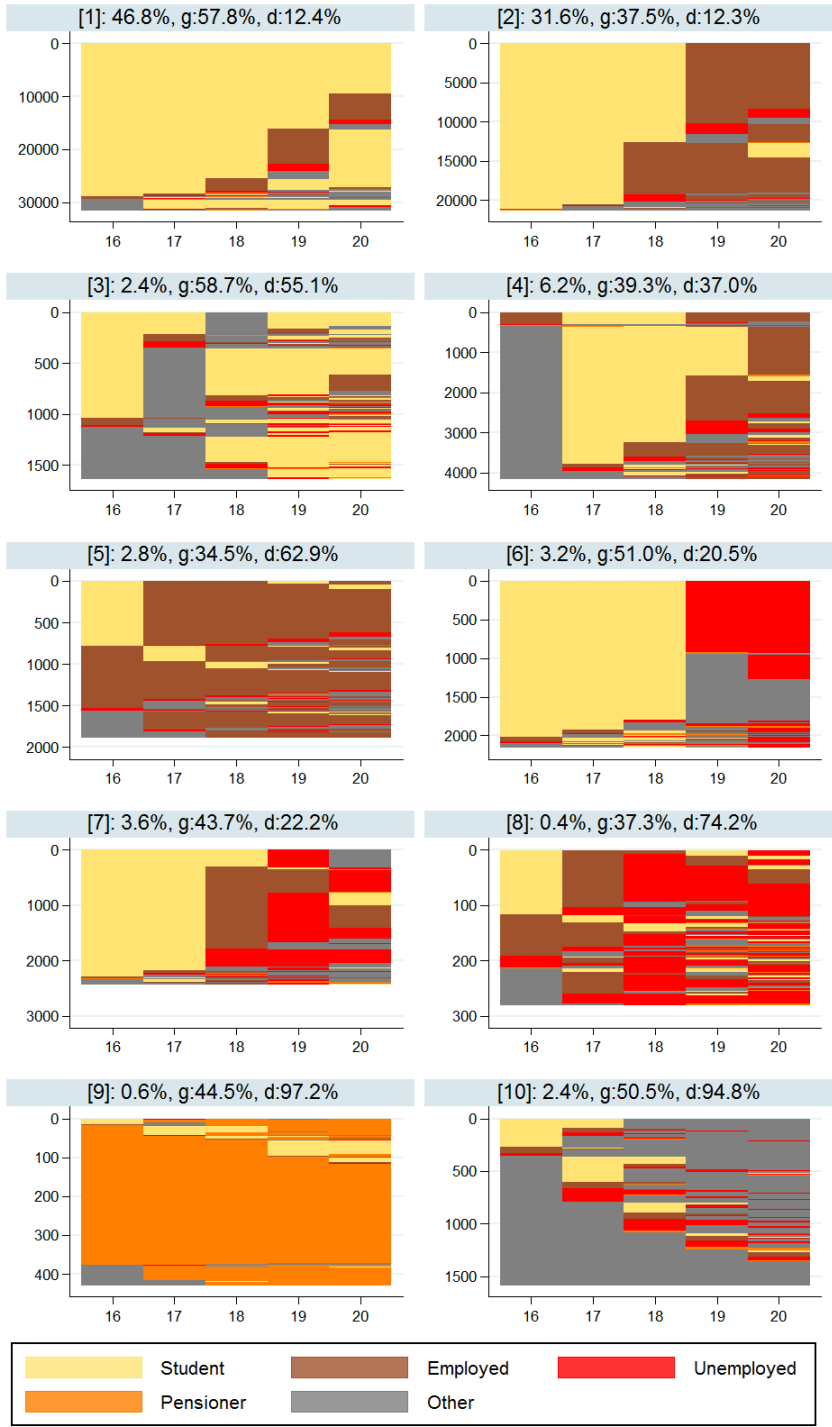 [1]: 46.8%, g:57.8%, d:12.4%
0
10000
20000
30000
16 17 18 19 20
[2]: 31.6%, g:37.5%, d:12.3%
0
5000
10000
15000
20000
16 17 18 19 20
[3]: 2.4%, g:58.7%, d:55.1%
0
500
1000
1500
16 17 18 19 20
[4]: 6.2%, g:39.3%, d:37.0%
0
1000
2000
3000
4000
16 17 18 19 20
[5]: 2.8%, g:34.5%, d:62.9%
0
500
1000
1500
2000
16 17 18 19 20
[6]: 3.2%, g:51.0%, d:20.5%
0
500
1000
1500
2000
16 17 18 19 20
[7]: 3.6%, g:43.7%, d:22.2%
0
1000
2000
3000
16 17 18 19 20
[8]: 0.4%, g:37.3%, d:74.2%
0
100
200
300
16 17 18 19 20
[9]: 0.6%, g:44.5%, d:97.2%
0
100
200
300
400
16 17 18 19 20
[10]: 2.4%, g:50.5%, d:94.8%
0
500
1000
1500
16 17 18 19 20
Student Employed Unemployed
Pensioner Other